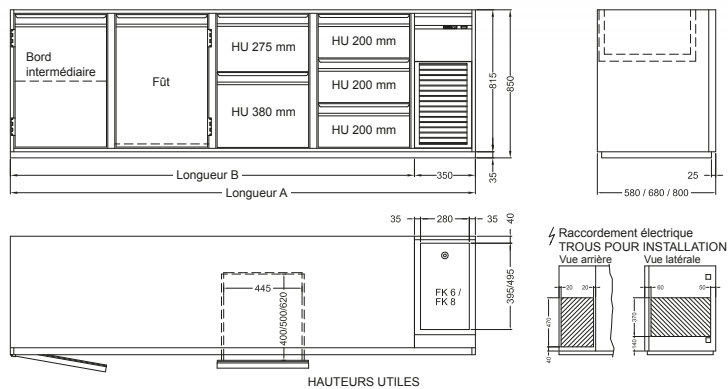 Bord
intermédiaire
Fût
HU 275 mm
HU 380 mm
HU 200 mm
HU 200 mm
HU 200 mm
815
850
35
Longueur B
350
Longueur A
25
580 / 680 / 800
35
280
35
40
395/495
FK 6 /
FK 8
445
400/500/620
Raccordement électrique
TROUS POUR INSTALLATION
Vue arrière
Vue latérale
20
20
470
40
60
50
370
140
HAUTEURS UTILES